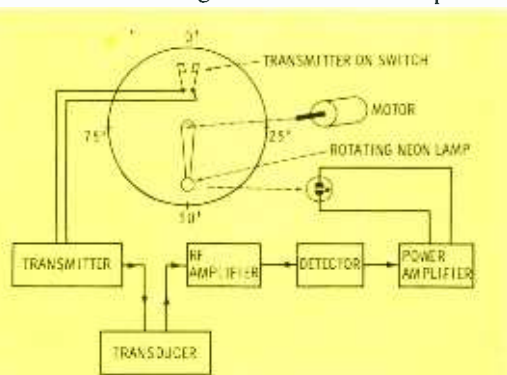 0'
TRANSMITTER ON SWITCH
MOTOR
75'
25'
ROTATING NEON LAMP
50'
TRANSMITTER
RF
AMPLIFIER
DETECTOR
POWER
AMPLIFIER
TRANSDUCER